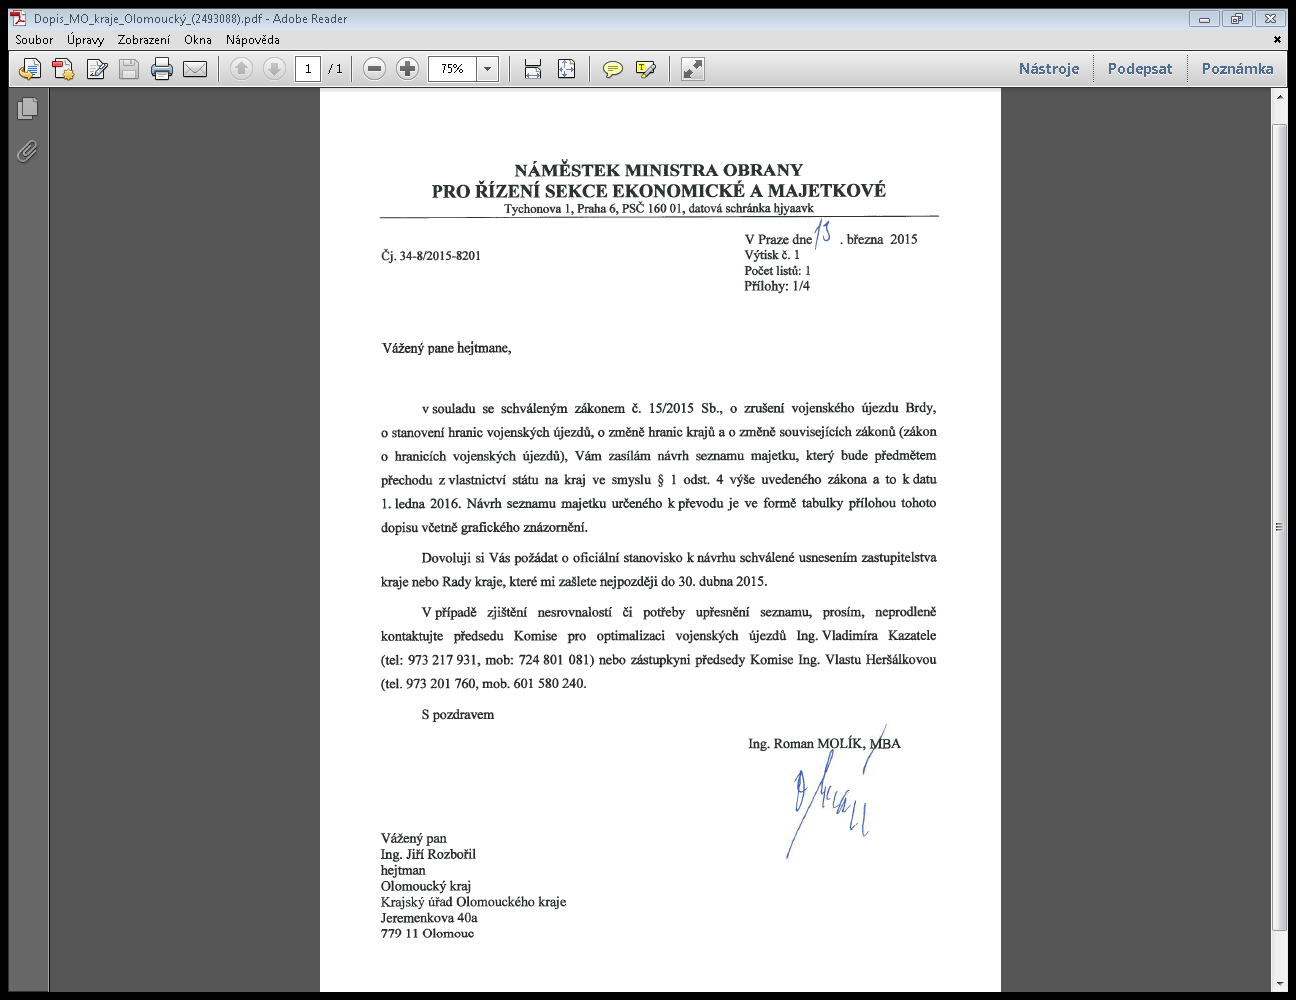 Dopis_MO_kraje_Olomoucký_(2493088).pdf - Adobe Reader
Soubor Úpravy Zobrazení Okna Nápověda
1 / 1 75% Nástroje Podepsat Poznámka
NÁMĚSTEK MINISTRA OBRANY
PRO ŘÍZENÍ SEKCE EKONOMICKÉ A MAJETKOVÉ
Tychonova 1, Praha 6, PSČ 160 01, datová schránka hjyaavk
V Praze dne 13 . března 2015
Čj. 34-8/2015-8201
Výtisk č. 1
Počet listů: 1
Přílohy: 1/4
Vážený pane hejtmane,
v souladu se schváleným zákonem č. 15/2015 Sb., o zrušení vojenského újezdu Brdy,
o stanovení hranic vojenských újezdů, o změně hranic krajů a o změně souvisejících zákonů (zákon
o hranicích vojenských újezdů), Vám zasílám návrh seznamu majetku, který bude předmětem
přechodu z vlastnictví státu na kraj ve smyslu § 1 odst. 4 výše uvedeného zákona a to k datu
1. ledna 2016. Návrh seznamu majetku určeného k převodu je ve formě tabulky přílohou tohoto
dopisu včetně grafického znázornění.
Dovoluji si Vás požádat o oficiální stanovisko k návrhu schválené usnesením zastupitelstva
kraje nebo Rady kraje, které mi zašlete nejpozději do 30. dubna 2015.
V případě zjištění nesrovnalostí či potřeby upřesnění seznamu, prosím, neprodleně
kontaktujte předsedu Komise pro optimalizaci vojenských újezdů Ing. Vladimíra Kazatele
(tel: 973 217 931, mob: 724 801 081) nebo zástupkyni předsedy Komise Ing. Vlastu Heršálkovou
(tel. 973 201 760, mob. 601 580 240.
S pozdravem
Ing. Roman MOLÍK, MBA
Vážený pan
Ing. Jiří Rozbořil
hejtman
Olomoucký kraj
Krajský úřad Olomouckého kraje
Jeremenkova 40a
779 11 Olomouc